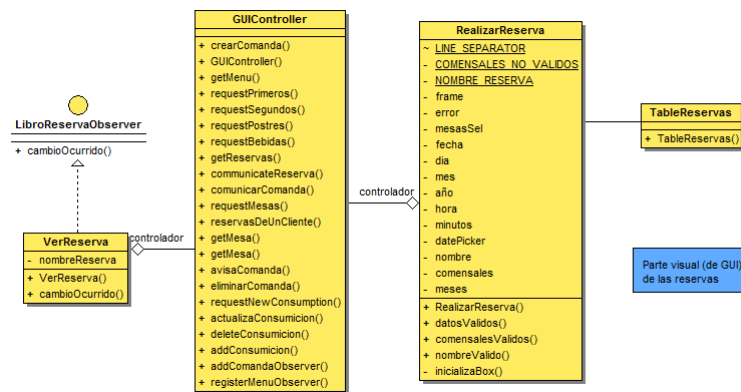 LibroReservaObserver
+ cambioOcurrido()
VerReserva
- nombreReserva
+ VerReserva()
+ cambioOcurrido()
controlador
GUIController
+ crearComanda()
+ GUIController()
+ getMenu()
+ requestPrimeros()
+ requestSegundos()
+ requestPostres()
+ requestBebidas()
+ getReservas()
+ communicateReserva()
+ comunicarComanda()
+ requestMesas()
+ reservasDeUnCliente()
+ getMesa()
+ getMesa()
+ avisaComanda()
+ eliminarComanda()
+ requestNewConsumption()
+ actualizaConsumicion()
+ deleteConsumicion()
+ addConsumicion()
+ addComandaObserver()
+ registerMenuObserver()
controlador
RealizarReserva
~ LINE_SEPARATOR
- COMENSALES_NO_VALIDOS
- NOMBRE_RESERVA
- frame
- error
- mesasSel
- fecha
- dia
- mes
- año
- hora
- minutos
- datePicker
- nombre
- comensales
- meses
+ RealizarReserva()
+ datosValidos()
+ comensalesValidos()
+ nombreValido()
- inicializaBox()
TableReservas
+ TableReservas()
Parte visual (de GUI)
de las reservas